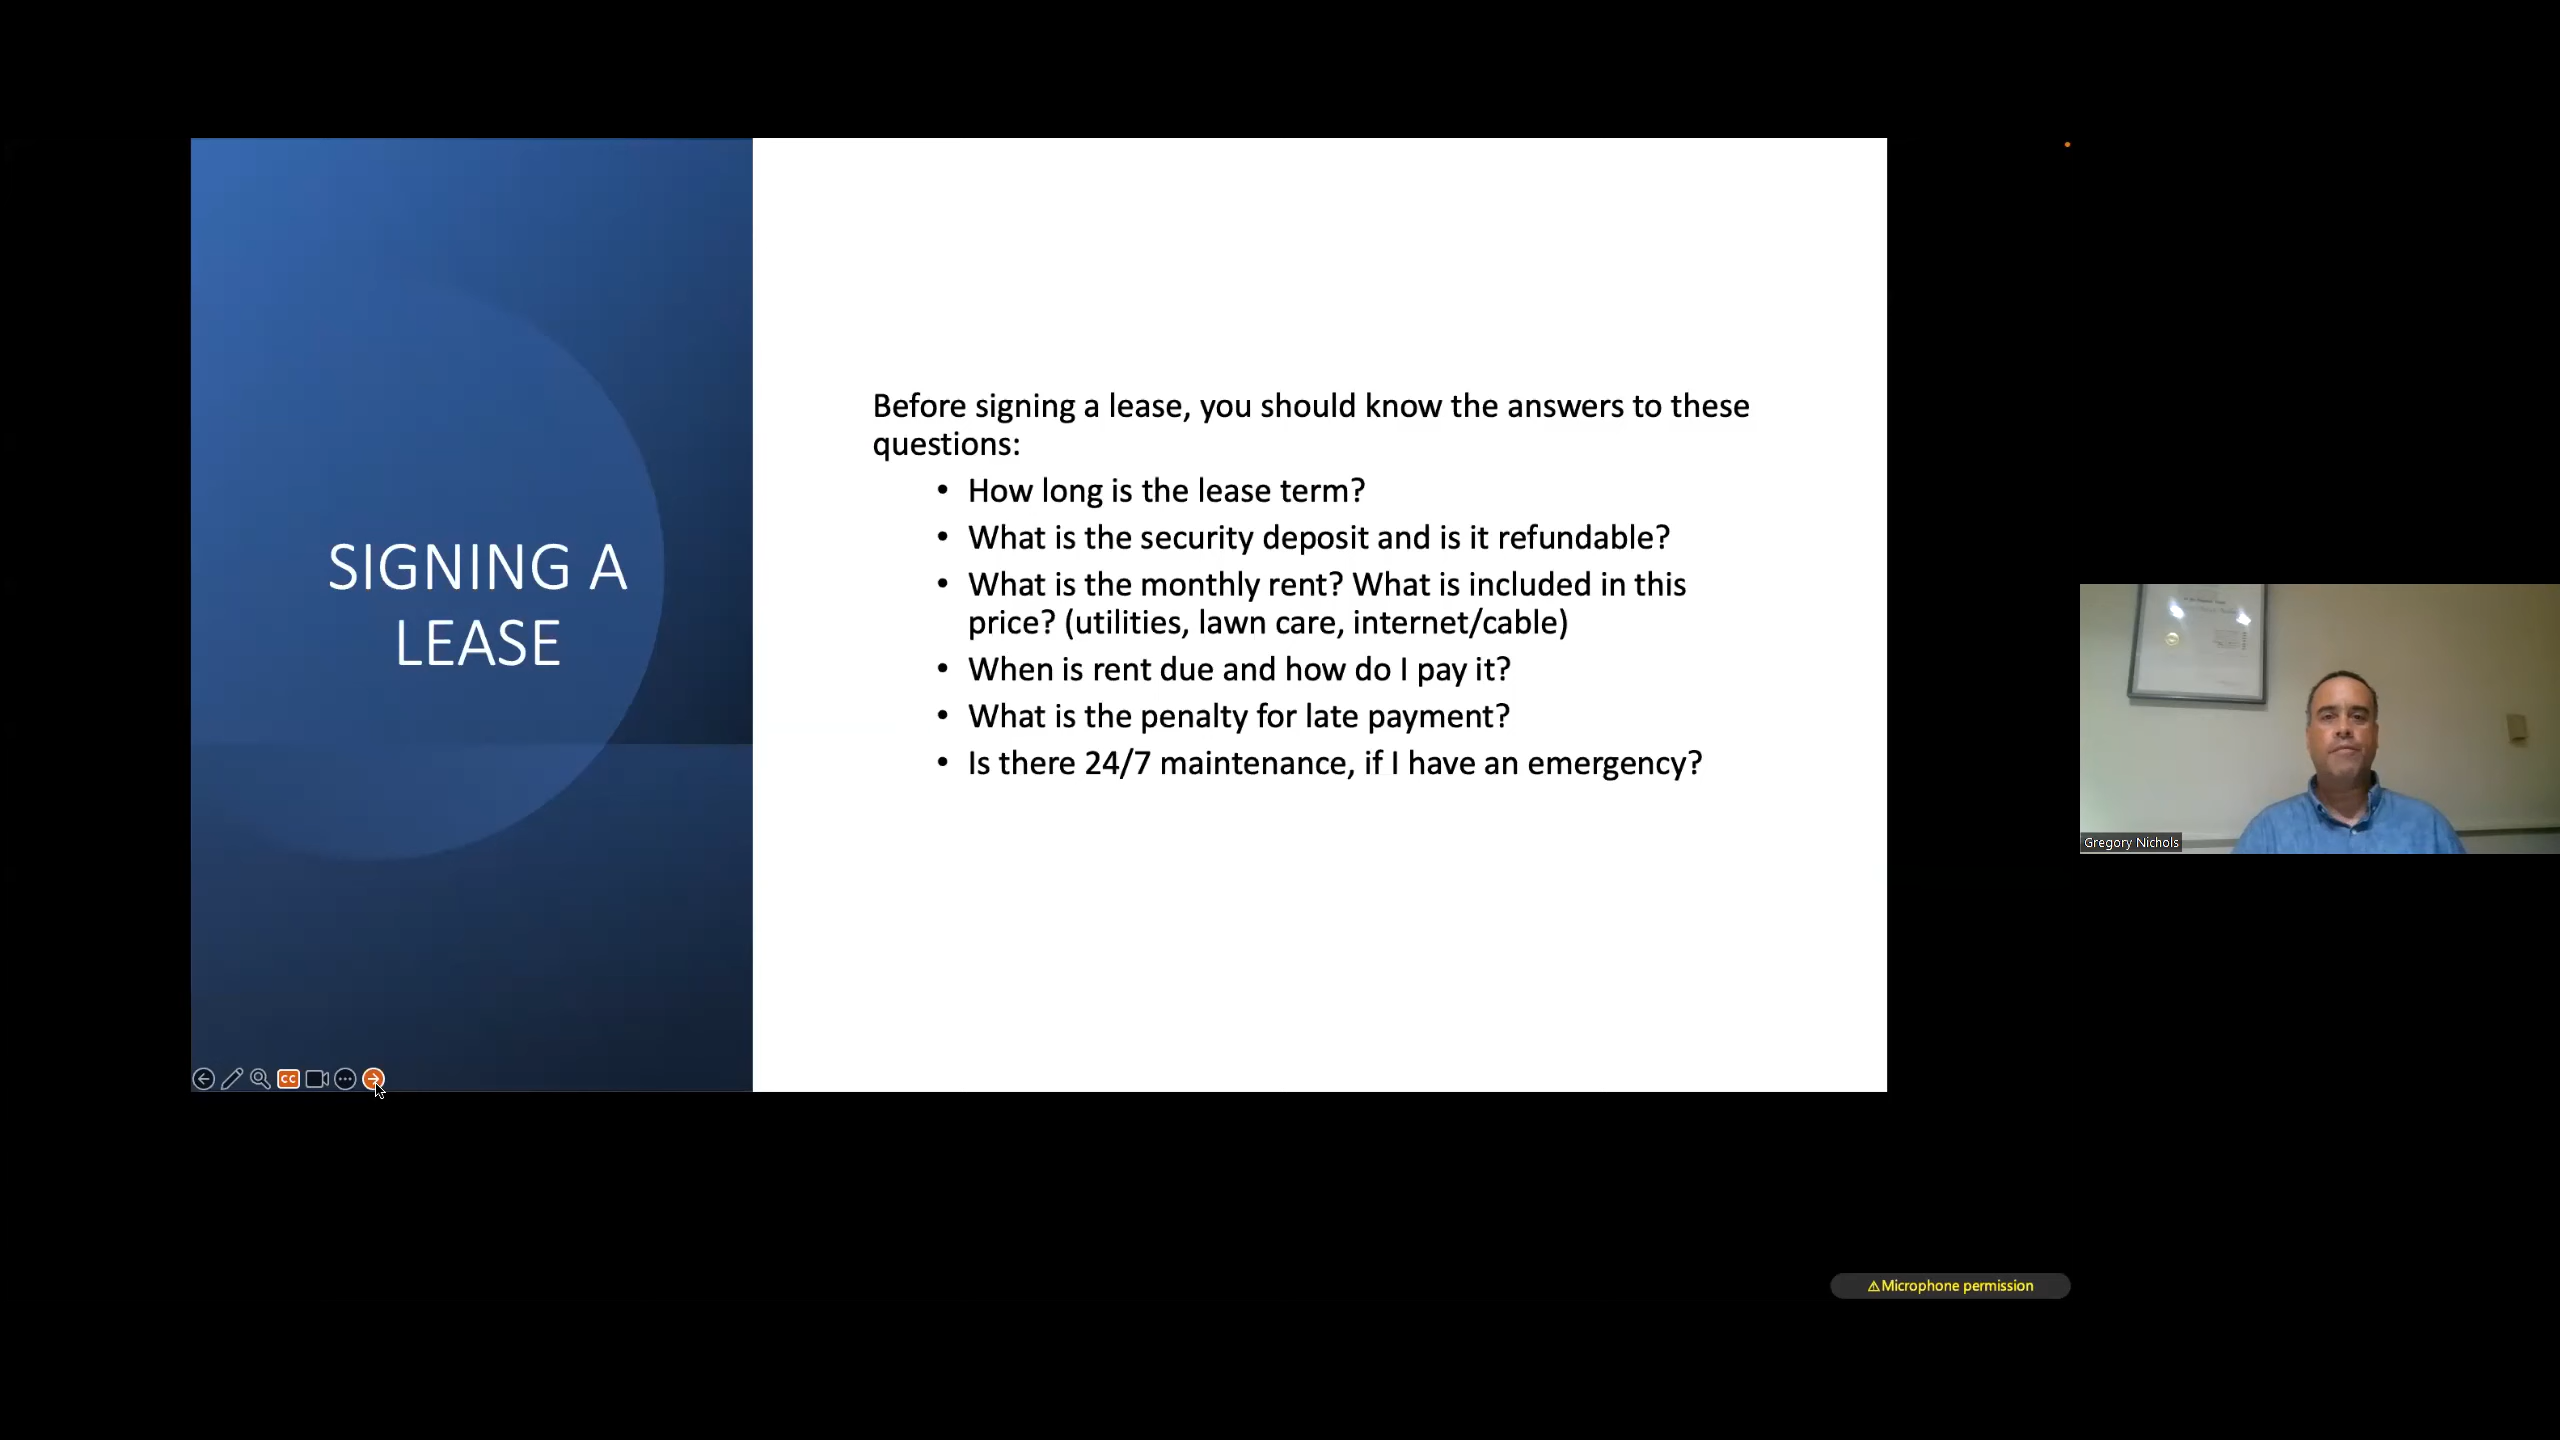 SIGNING A
LEASE
Before signing a lease, you should know the answers to these
questions:
• How long is the lease term?
• What is the security deposit and is it refundable?
• What is the monthly rent? What is included in this
price? (utilities, lawn care, internet/cable)
• When is rent due and how do I pay it?
• What is the penalty for late payment?
• Is there 24/7 maintenance, if I have an emergency?
CC
Gregory Nichols
⚠Microphone permission